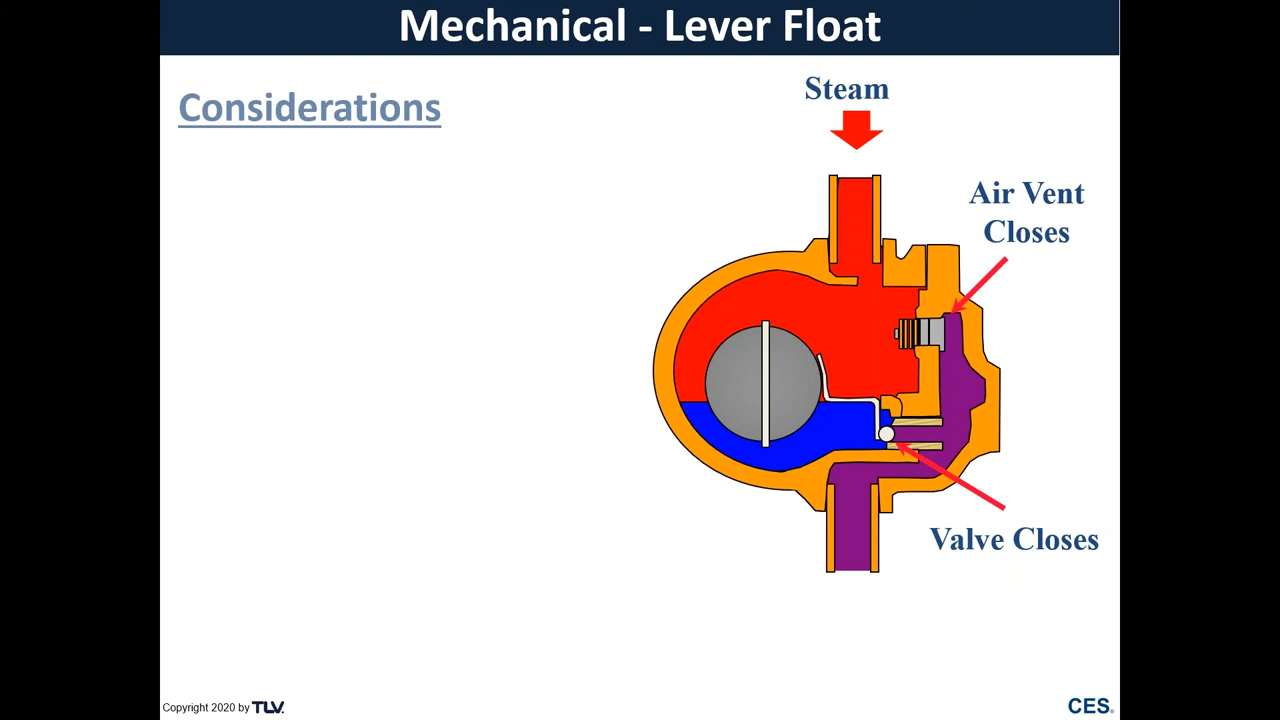 Mechanical - Lever Float
Considerations
Steam
Air Vent
Closes
Valve Closes
Copyright 2020 by TLV.
CES®